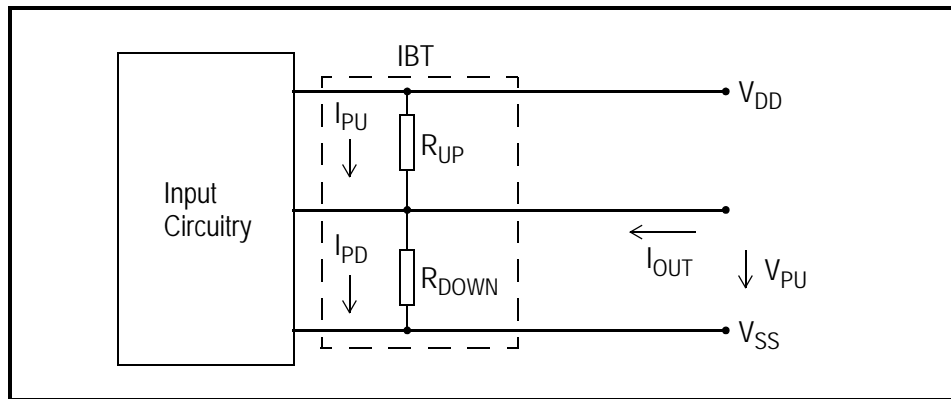 IBT
V_DD
I_PU
R_UP
Input
Circuitry
I_PD
R_DOWN
I_OUT
V_PU
V_SS